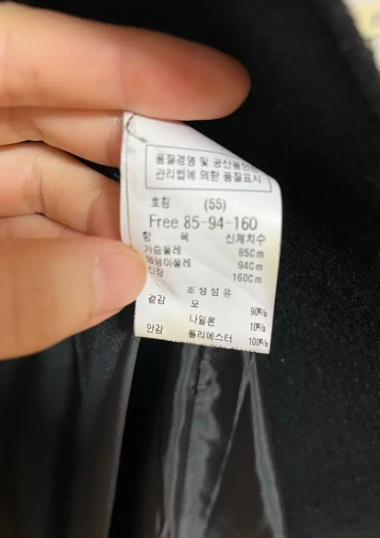 품질경영 및 공산품안전
관리법에 의한 품질표시
호칭 (55)
Free 85-94-160
항 목 신체치수
가슴둘레 85cm
엉덩이둘레 94cm
신장 160cm
조성섬유
겉감 모 90%
나일론 10%
안감 폴리에스터 100%